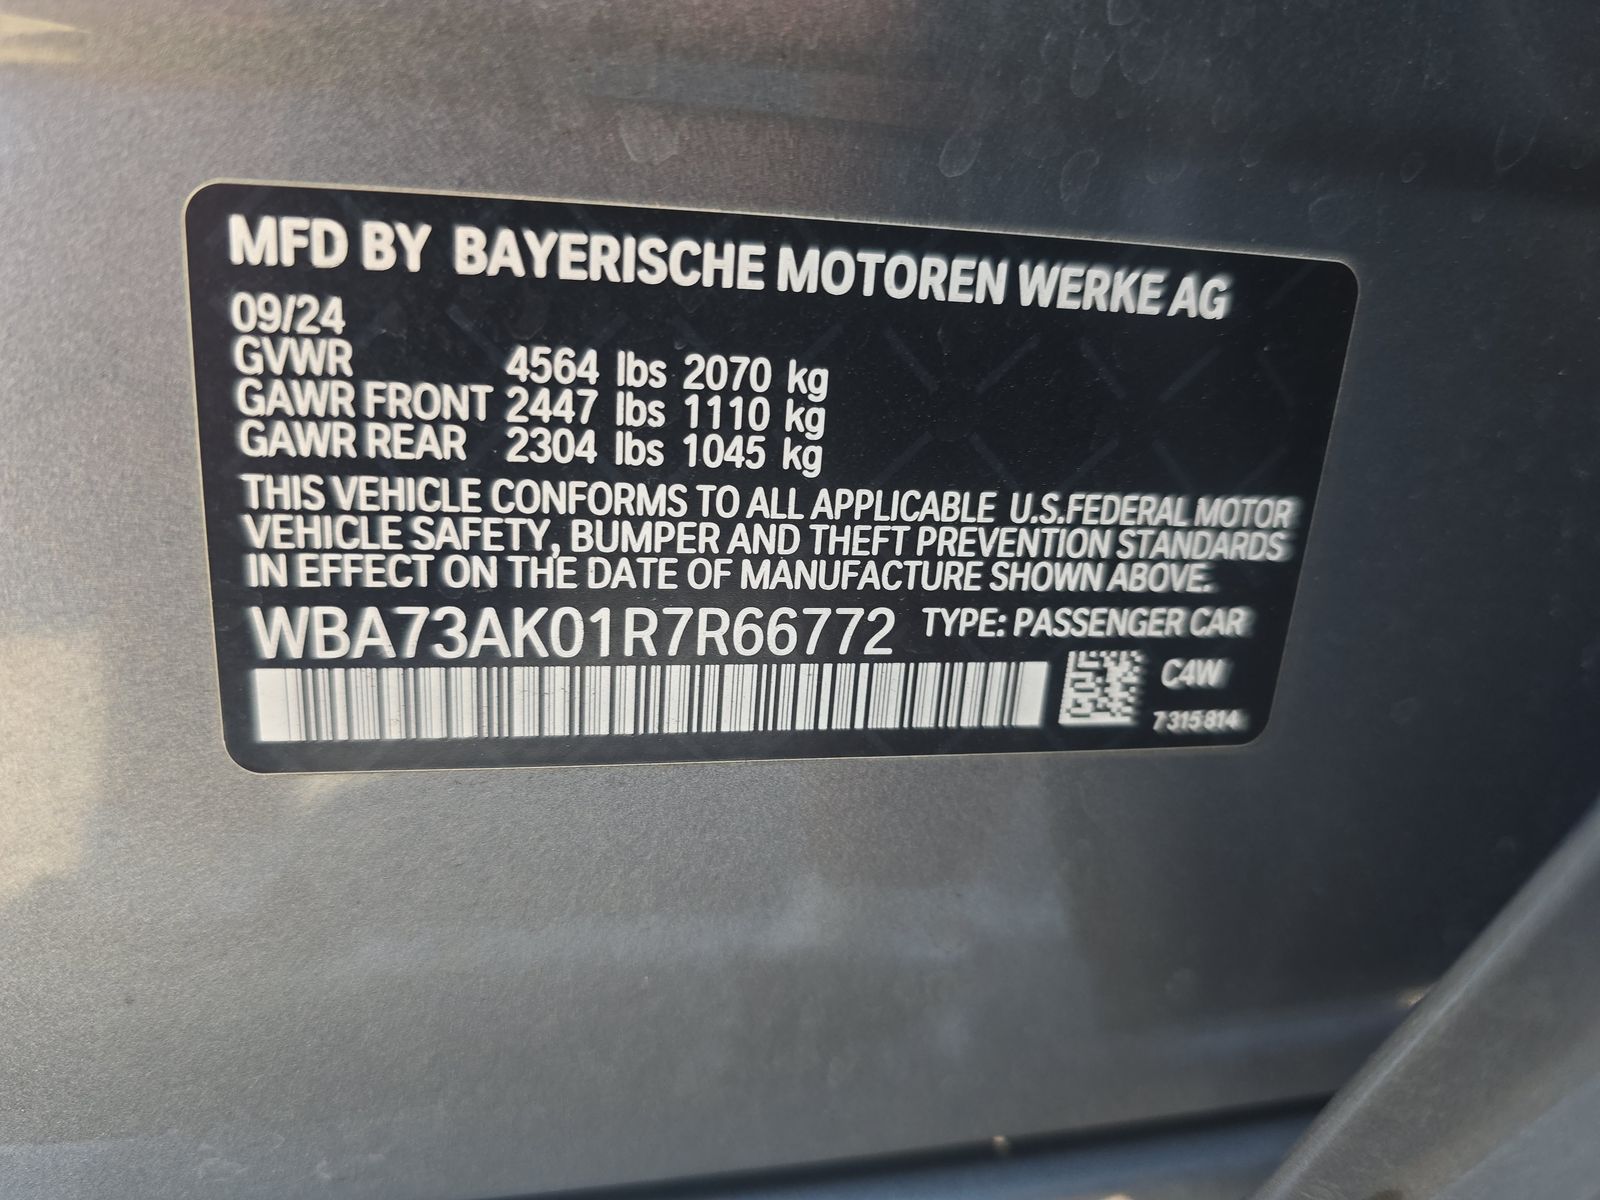 MFD BY BAYERISCHE MOTOREN WERKE AG
09/24
GVWR 4564 lbs 2070 kg
GAWR FRONT 2447 lbs 1110 kg
GAWR REAR 2304 lbs 1045 kg
THIS VEHICLE CONFORMS TO ALL APPLICABLE U.S.FEDERAL MOTOR
VEHICLE SAFETY, BUMPER AND THEFT PREVENTION STANDARDS
IN EFFECT ON THE DATE OF MANUFACTURE SHOWN ABOVE.
WBA73AK01R7R66772 TYPE: PASSENGER CAR
C4W
7 315 814